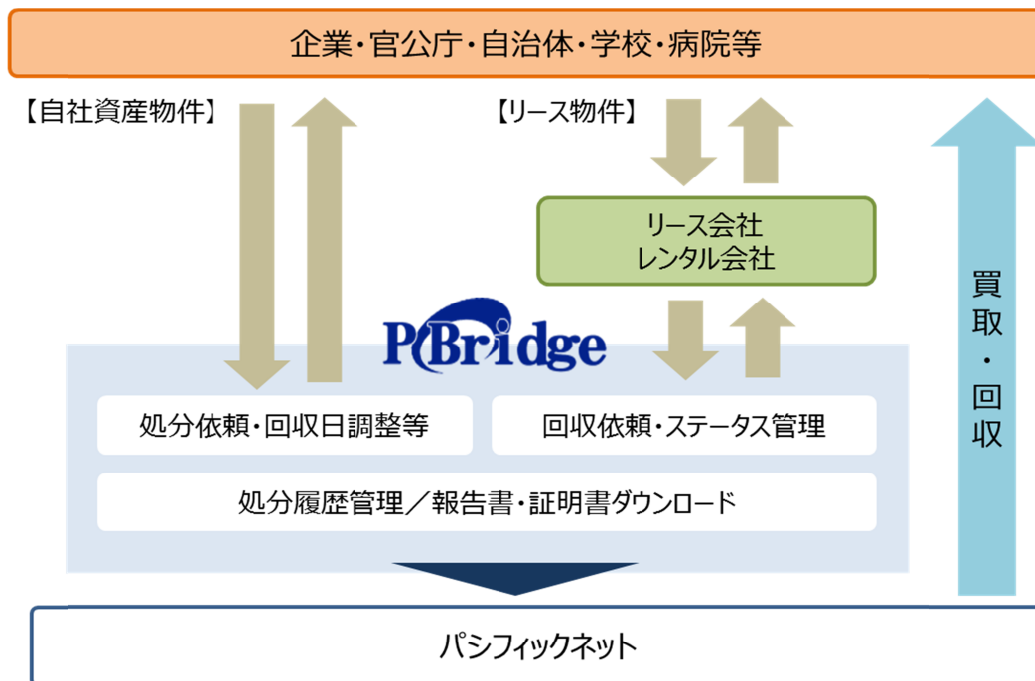 企業・官公庁・自治体・学校・病院等
【自社資産物件】
【リース物件】
リース会社
レンタル会社
買取・回収
PCBridge
処分依頼・回収日調整等
回収依頼・ステータス管理
処分履歴管理／報告書・証明書ダウンロード
パシフィックネット